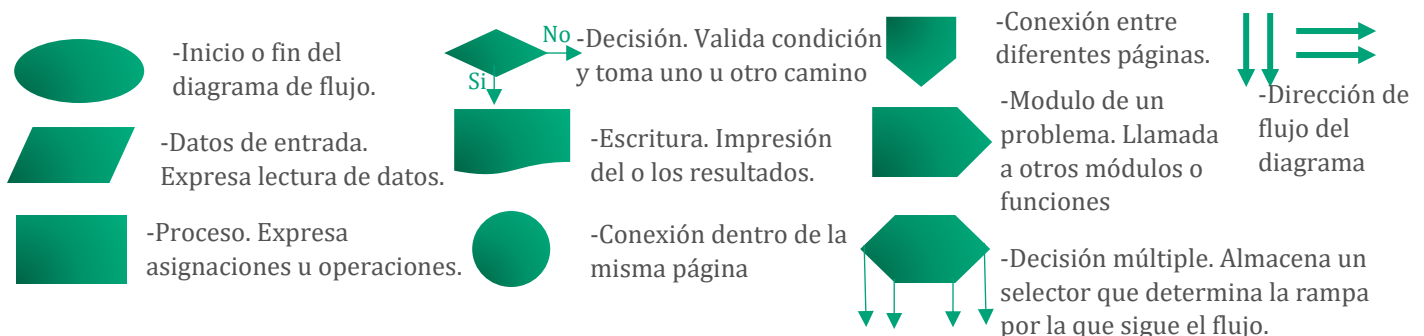 -Inicio o fin del
diagrama de flujo.
-Datos de entrada.
Expresa lectura de datos.
-Proceso. Expresa
asignaciones u operaciones.
No
Si
-Decisión. Valida condición
y toma uno u otro camino
-Escritura. Impresión
del o los resultados.
-Conexión dentro de la
misma página
-Conexión entre
diferentes páginas.
-Modulo de un
problema. Llamada
a otros módulos o
funciones
-Decisión múltiple. Almacena un
selector que determina la rampa
por la que sigue el flujo.
-Dirección de
flujo del
diagrama